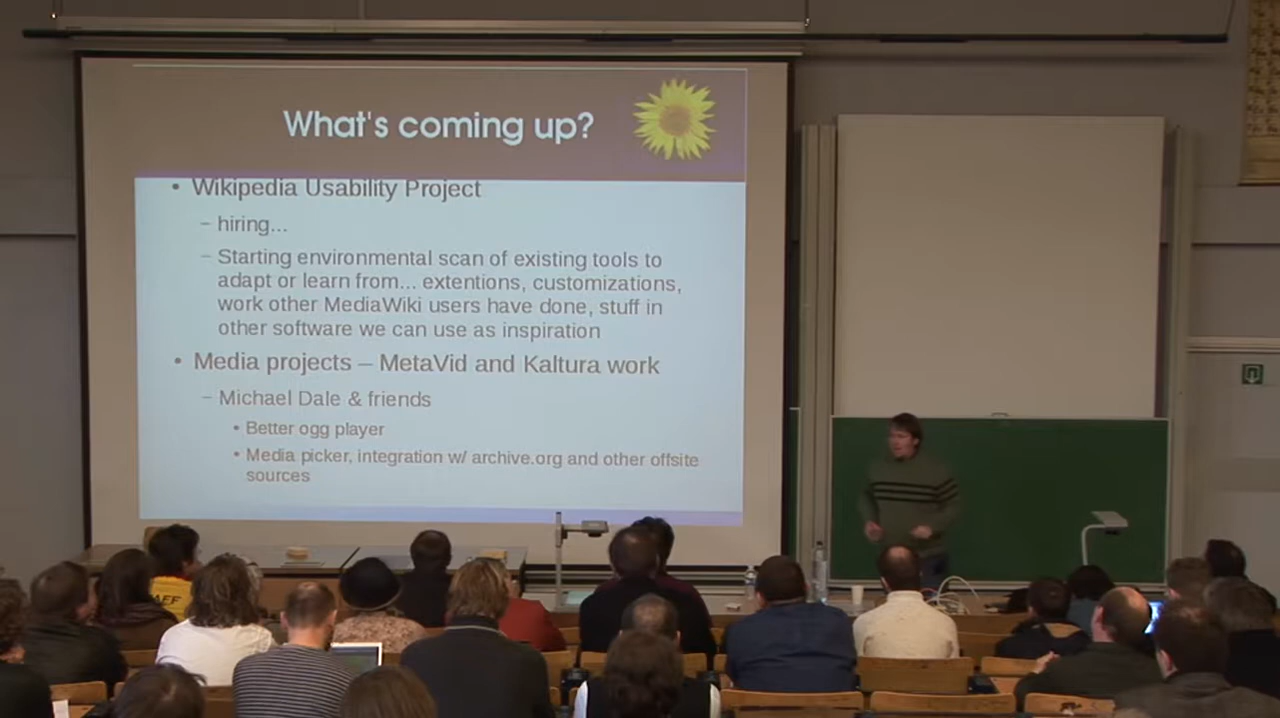 What's coming up?
• Wikipedia Usability Project
– hiring...
– Starting environmental scan of existing tools to
adapt or learn from... extentions, customizations,
work other MediaWiki users have done, stuff in
other software we can use as inspiration
• Media projects – MetaVid and Kaltura work
– Michael Dale & friends
• Better ogg player
• Media picker, integration w/ archive.org and other offsite
sources